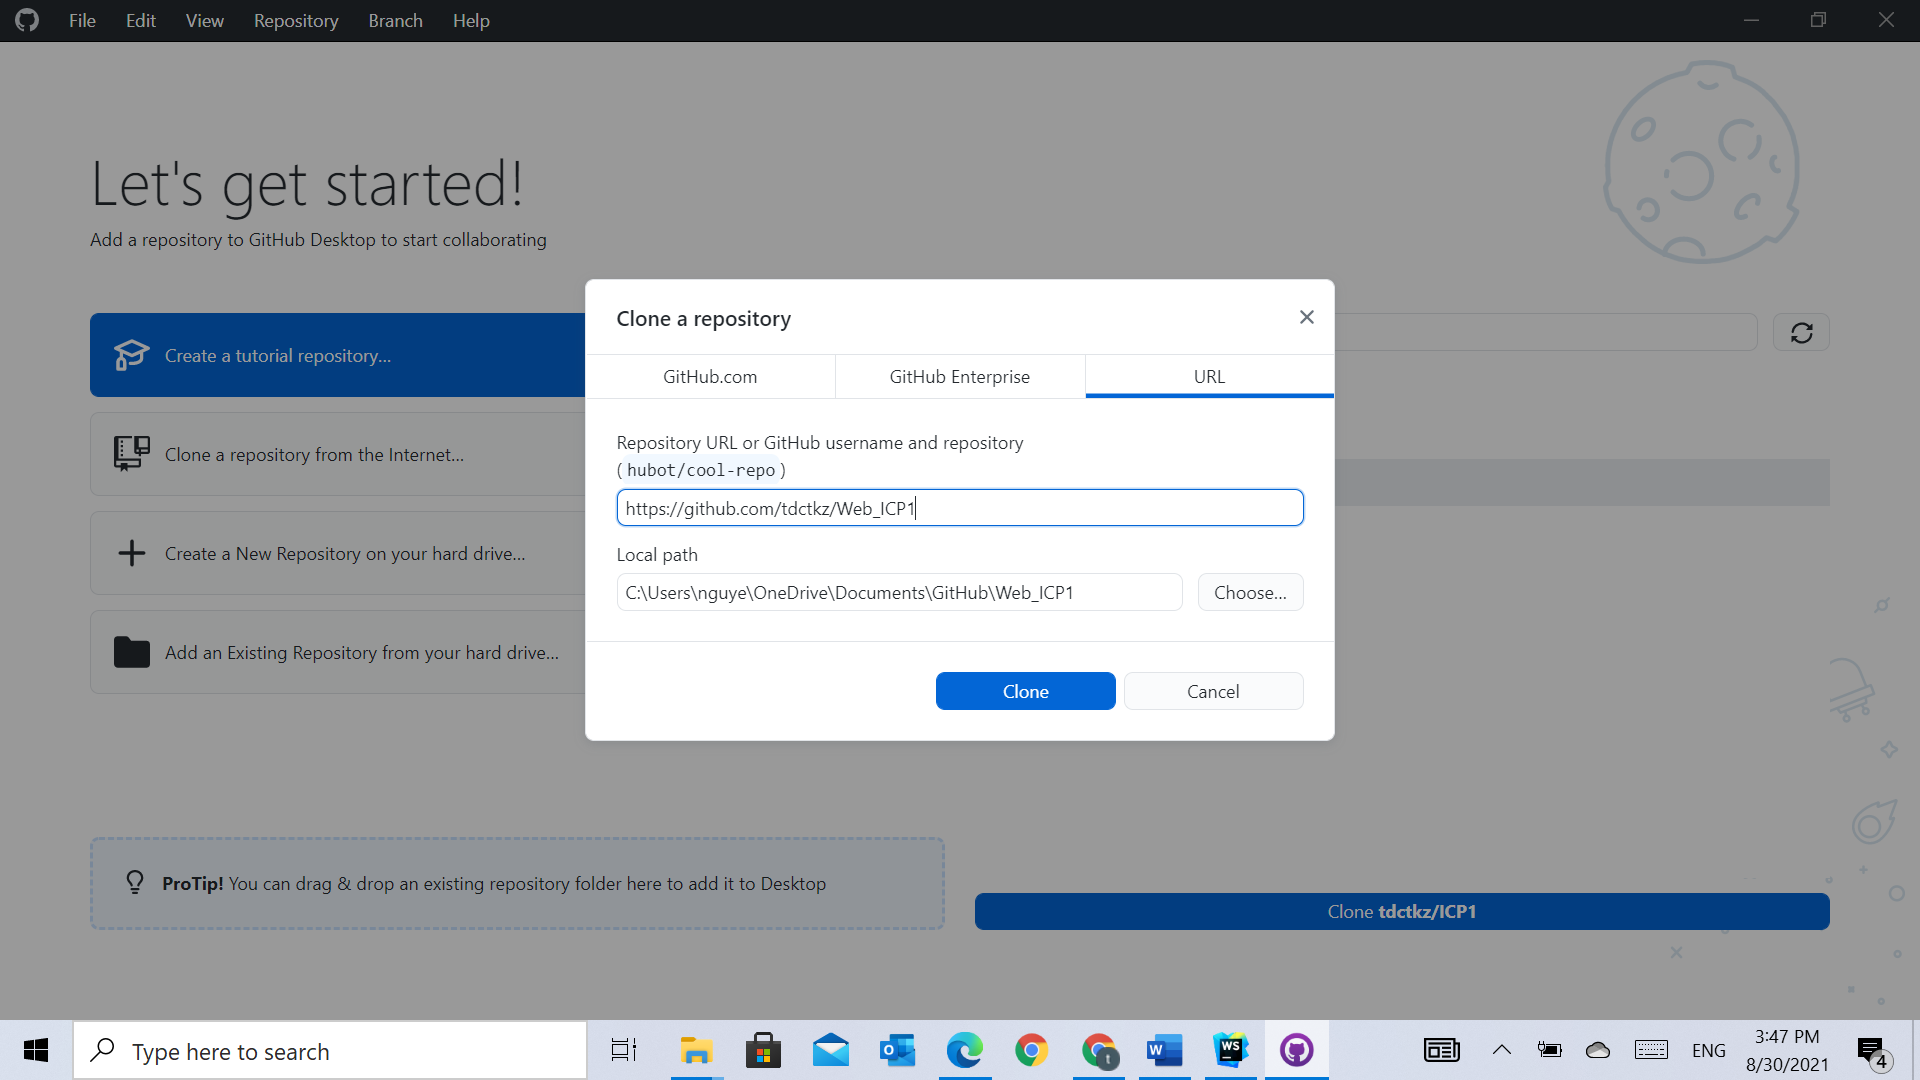 File Edit View Repository Branch Help
Let's get started!
Add a repository to GitHub Desktop to start collaborating
Create a tutorial repository...
Clone a repository from the Internet...
Create a New Repository on your hard drive...
Add an Existing Repository from your hard drive...
ProTip! You can drag & drop an existing repository folder here to add it to Desktop
Clone a repository
GitHub.com GitHub Enterprise URL
Repository URL or GitHub username and repository
(hubot/cool-repo)
https://github.com/tdctkz/Web_ICP1
Local path
C:\Users\nguye\OneDrive\Documents\GitHub\Web_ICP1 Choose...
Clone Cancel
Clone tdctkz/ICP1
Type here to search
O
t
W
WS
ENG
3:47 PM
8/30/2021
4